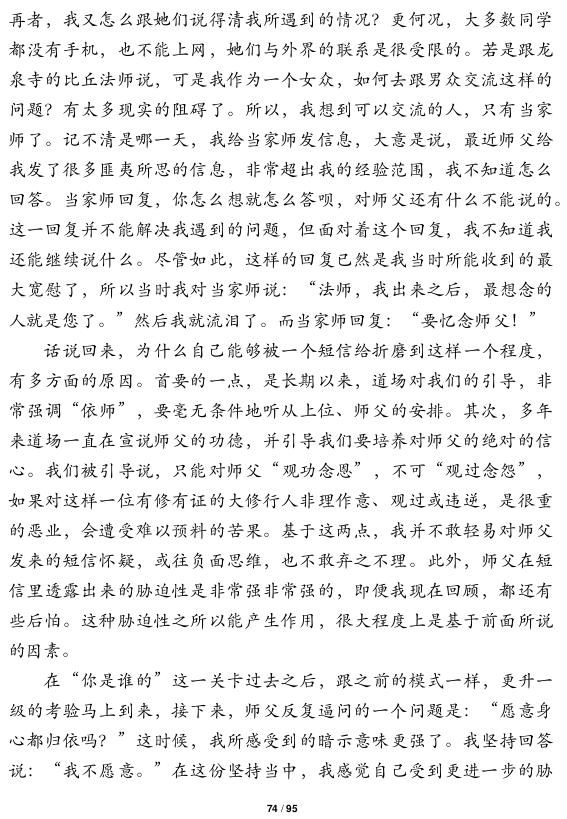 再者，我又怎么跟她们说得清我所遇到的情况？更何况，大多数同学
都没有手机，也不能上网，她们与外界的联系是很受限的。若是跟龙
泉寺的比丘法师说，可是我作为一个女众，如何去跟男众交流这样的
问题？有太多现实的阻碍了。所以，我想到可以交流的人，只有当家
师了。记不清是哪一天，我给当家师发信息，大意是说，最近师父给
我发了很多匪夷所思的信息，非常超出我的经验范围，我不知道怎么
回答。当家师回复，你怎么想就怎么答呗，对师父还有什么不能说的。
这一回复并不能解决我遇到的问题，但面对着这个回复，我不知道我
还能继续说什么。尽管如此，这样的回复已然是我当时所能收到的最
大宽慰了，所以当时我对当家师说：“法师，我出来之后，最想念的
人就是您了。”然后我就流泪了。而当家师回复：“要忆念师父！”
话说回来，为什么自己能够被一个短信给折磨到这样一个程度，
有多方面的原因。首要的一点，是长期以来，道场对我们的引导，非
常强调“依师”，要毫无条件地听从上位、师父的安排。其次，多年
来道场一直在宣说师父的功德，并引导我们要培养对师父的绝对的信
心。我们被引导说，只能对师父“观功念恩”，不可“观过念怨”，
如果对这样一位有修有证的大修行人非理作意、观过或违逆，是很重
的恶业，会遭受难以预料的苦果。基于这两点，我并不敢轻易对师父
发来的短信怀疑，或往负面思维，也不敢弃之不理。此外，师父在短
信里透露出来的胁迫性是非常强非常强的，即便我现在回顾，都还有
些后怕。这种胁迫性之所以能产生作用，很大程度上是基于前面所说
的因素。
在“你是谁的”这一关卡过去之后，跟之前的模式一样，更升一
级的考验马上到来，接下来，师父反复逼问的一个问题是：“愿意身
心都归依吗？”这时候，我所感受到的暗示意味更强了。我坚持回答
说：“我不愿意。”在这份坚持当中，我感觉自己受到更进一步的胁
74 / 95